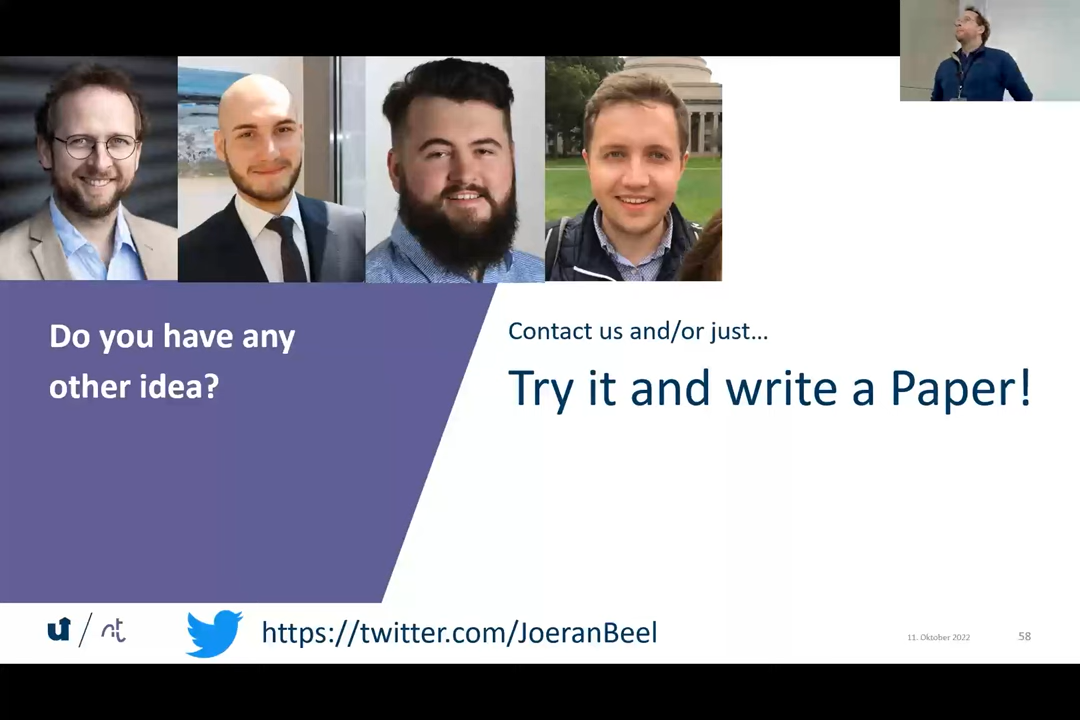 Do you have any
other idea?
Contact us and/or just...
Try it and write a Paper!
https://twitter.com/JoeranBeel
11. Oktober 2022
58